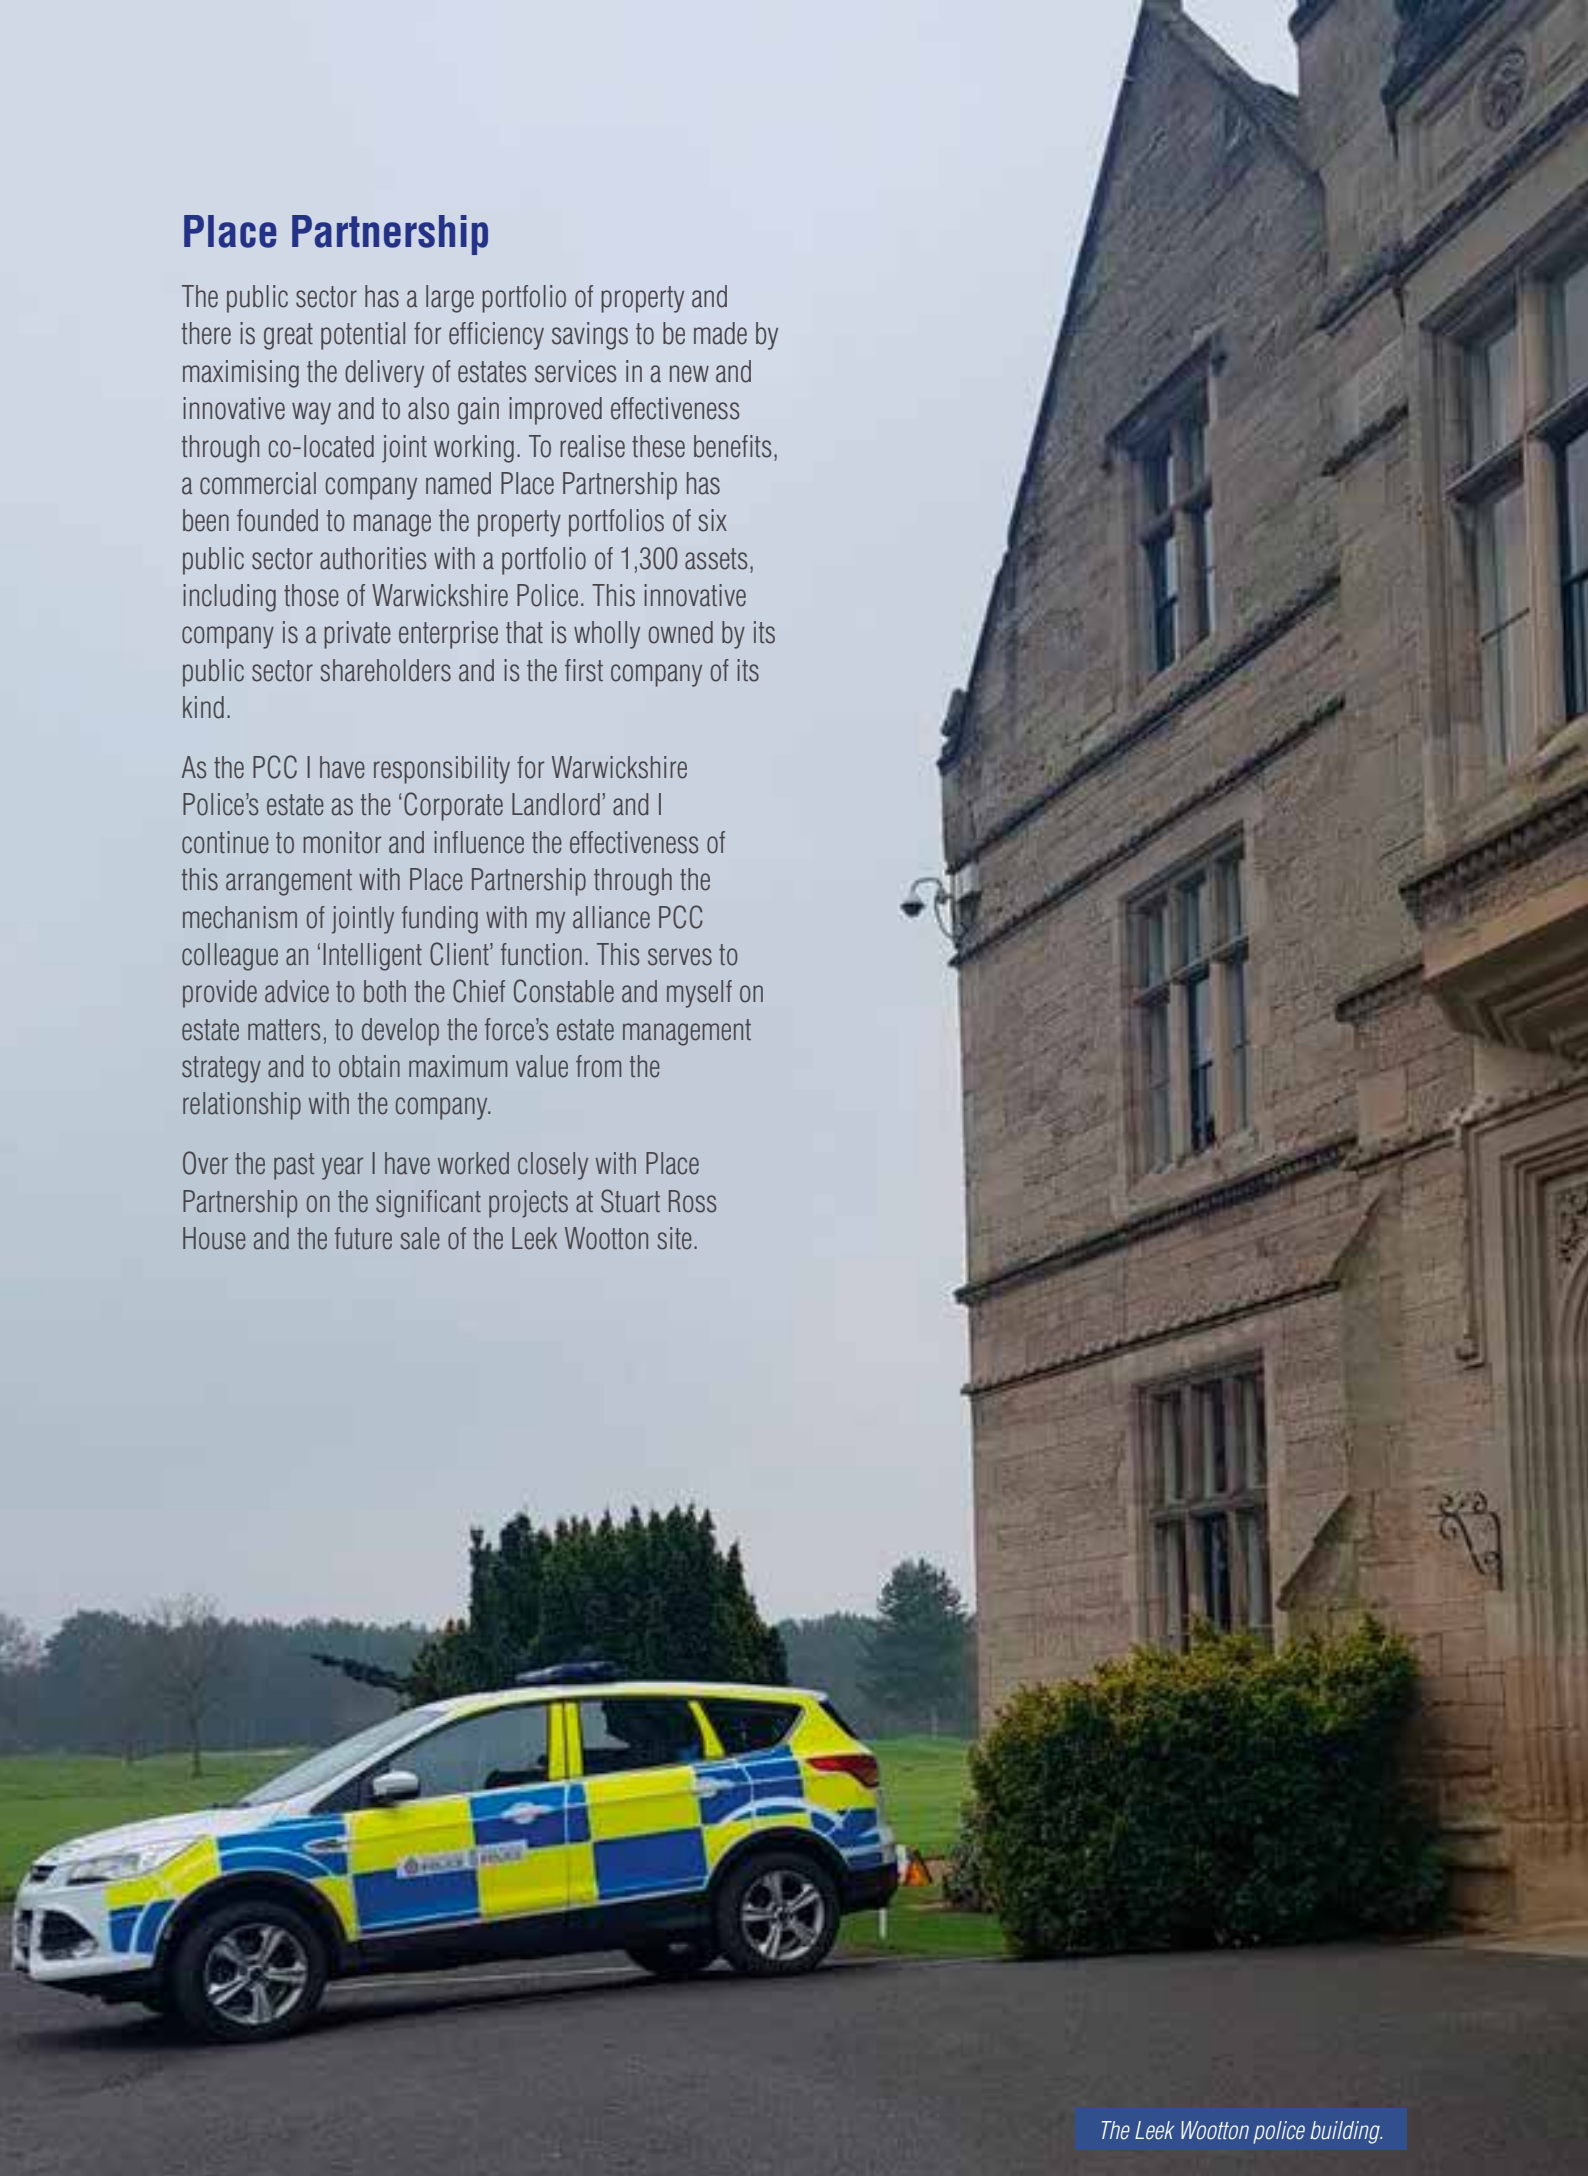 Place Partnership
The public sector has a large portfolio of property and
there is great potential for efficiency savings to be made by
maximising the delivery of estates services in a new and
innovative way and to also gain improved effectiveness
through co-located joint working. To realise these benefits,
a commercial company named Place Partnership has
been founded to manage the property portfolios of six
public sector authorities with a portfolio of 1,300 assets,
including those of Warwickshire Police. This innovative
company is a private enterprise that is wholly owned by its
public sector shareholders and is the first company of its
kind.
As the PCC I have responsibility for Warwickshire
Police’s estate as the ‘Corporate Landlord’ and I
continue to monitor and influence the effectiveness of
this arrangement with Place Partnership through the
mechanism of jointly funding with my alliance PCC
colleague an ‘Intelligent Client’ function. This serves to
provide advice to both the Chief Constable and myself on
estate matters, to develop the force’s estate management
strategy and to obtain maximum value from the
relationship with the company.
Over the past year I have worked closely with Place
Partnership on the significant projects at Stuart Ross
House and the future sale of the Leek Wootton site.
The Leek Wootton police building.